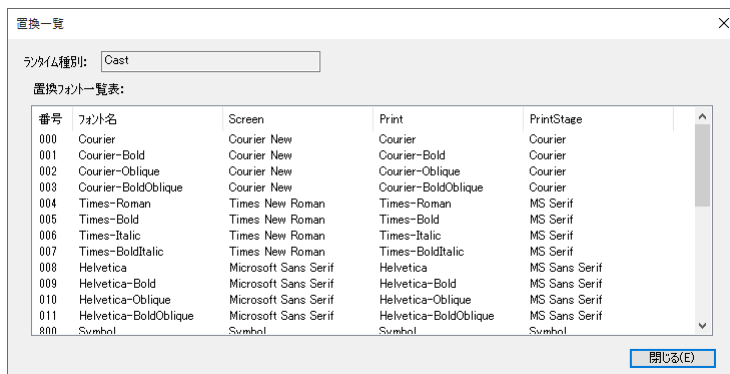 置換一覧
ランタイム種別: Cast
置換フォント一覧表:
番号 フォント名 Screen Print PrintStage
000 Courier Courier New Courier Courier
001 Courier-Bold Courier New Courier-Bold Courier
002 Courier-Oblique Courier New Courier-Oblique Courier
003 Courier-BoldOblique Courier New Courier-BoldOblique Courier
004 Times-Roman Times New Roman Times-Roman MS Serif
005 Times-Bold Times New Roman Times-Bold MS Serif
006 Times-Italic Times New Roman Times-Italic MS Serif
007 Times-BoldItalic Times New Roman Times-BoldItalic MS Serif
008 Helvetica Microsoft Sans Serif Helvetica MS Sans Serif
009 Helvetica-Bold Microsoft Sans Serif Helvetica-Bold MS Sans Serif
010 Helvetica-Oblique Microsoft Sans Serif Helvetica-Oblique MS Sans Serif
011 Helvetica-BoldOblique Microsoft Sans Serif Helvetica-BoldOblique MS Sans Serif
800 Symbol Symbol Symbol Symbol
閉じる(E)